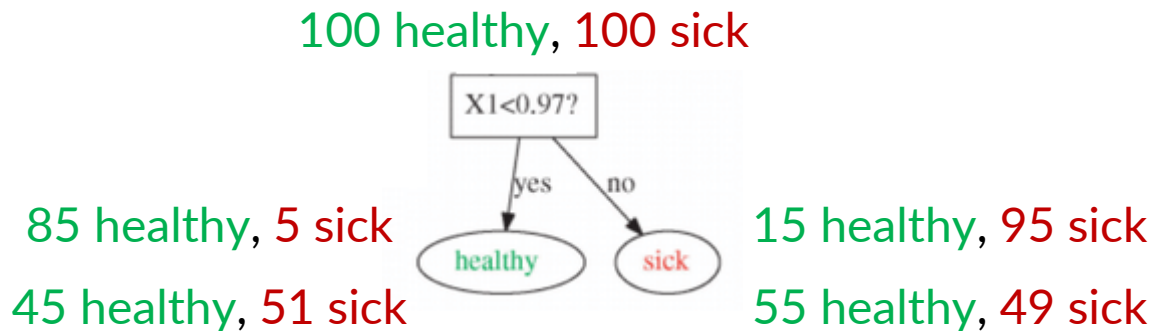 100 healthy, 100 sick
X1<0.97?
yes
no
85 healthy, 5 sick
15 healthy, 95 sick
healthy
sick
45 healthy, 51 sick
55 healthy, 49 sick